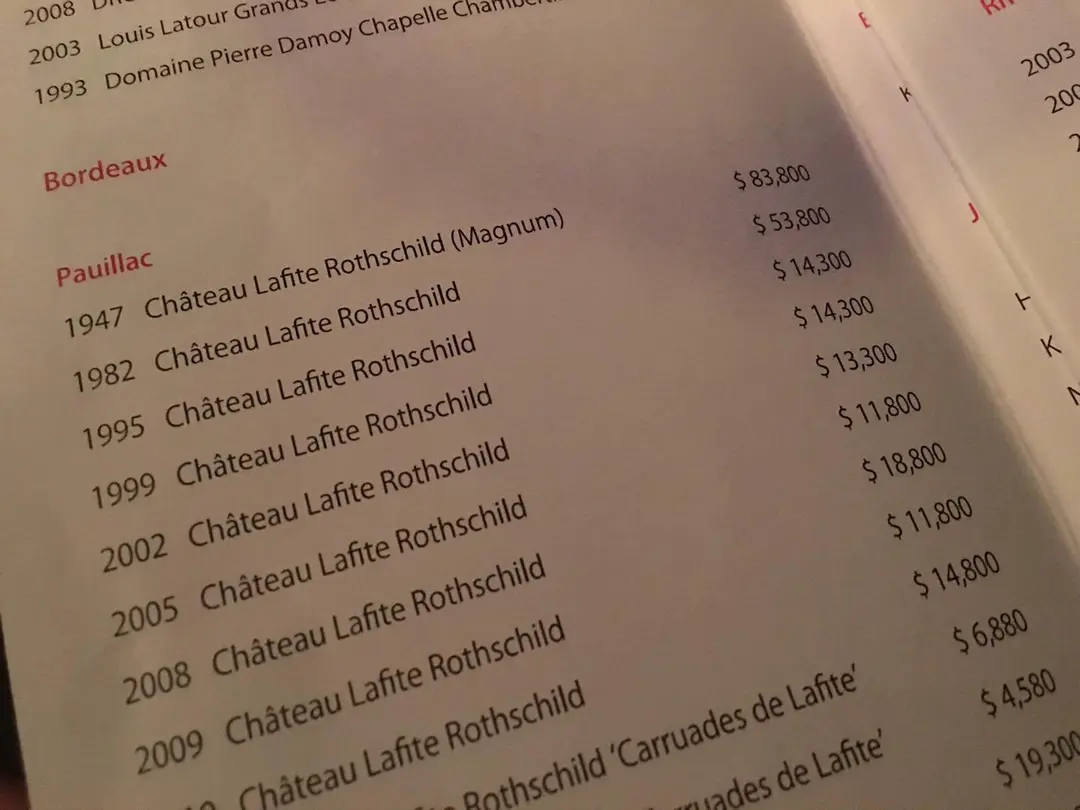 2008
2003 Louis Latour Grands
1993 Domaine Pierre Damoy Chapelle
Bordeaux
Pauillac
1947 Château Lafite Rothschild (Magnum) $ 83,800
1982 Château Lafite Rothschild $ 53,800
1995 Château Lafite Rothschild $ 14,300
1999 Château Lafite Rothschild $ 14,300
2002 Château Lafite Rothschild $ 13,300
2005 Château Lafite Rothschild $ 11,800
2008 Château Lafite Rothschild $ 18,800
2009 Château Lafite Rothschild $ 11,800
Château Lafite Rothschild $ 14,800
Rothschild 'Carruades de Lafite' $ 6,880
de Lafite' $ 4,580
$ 19,300
2003